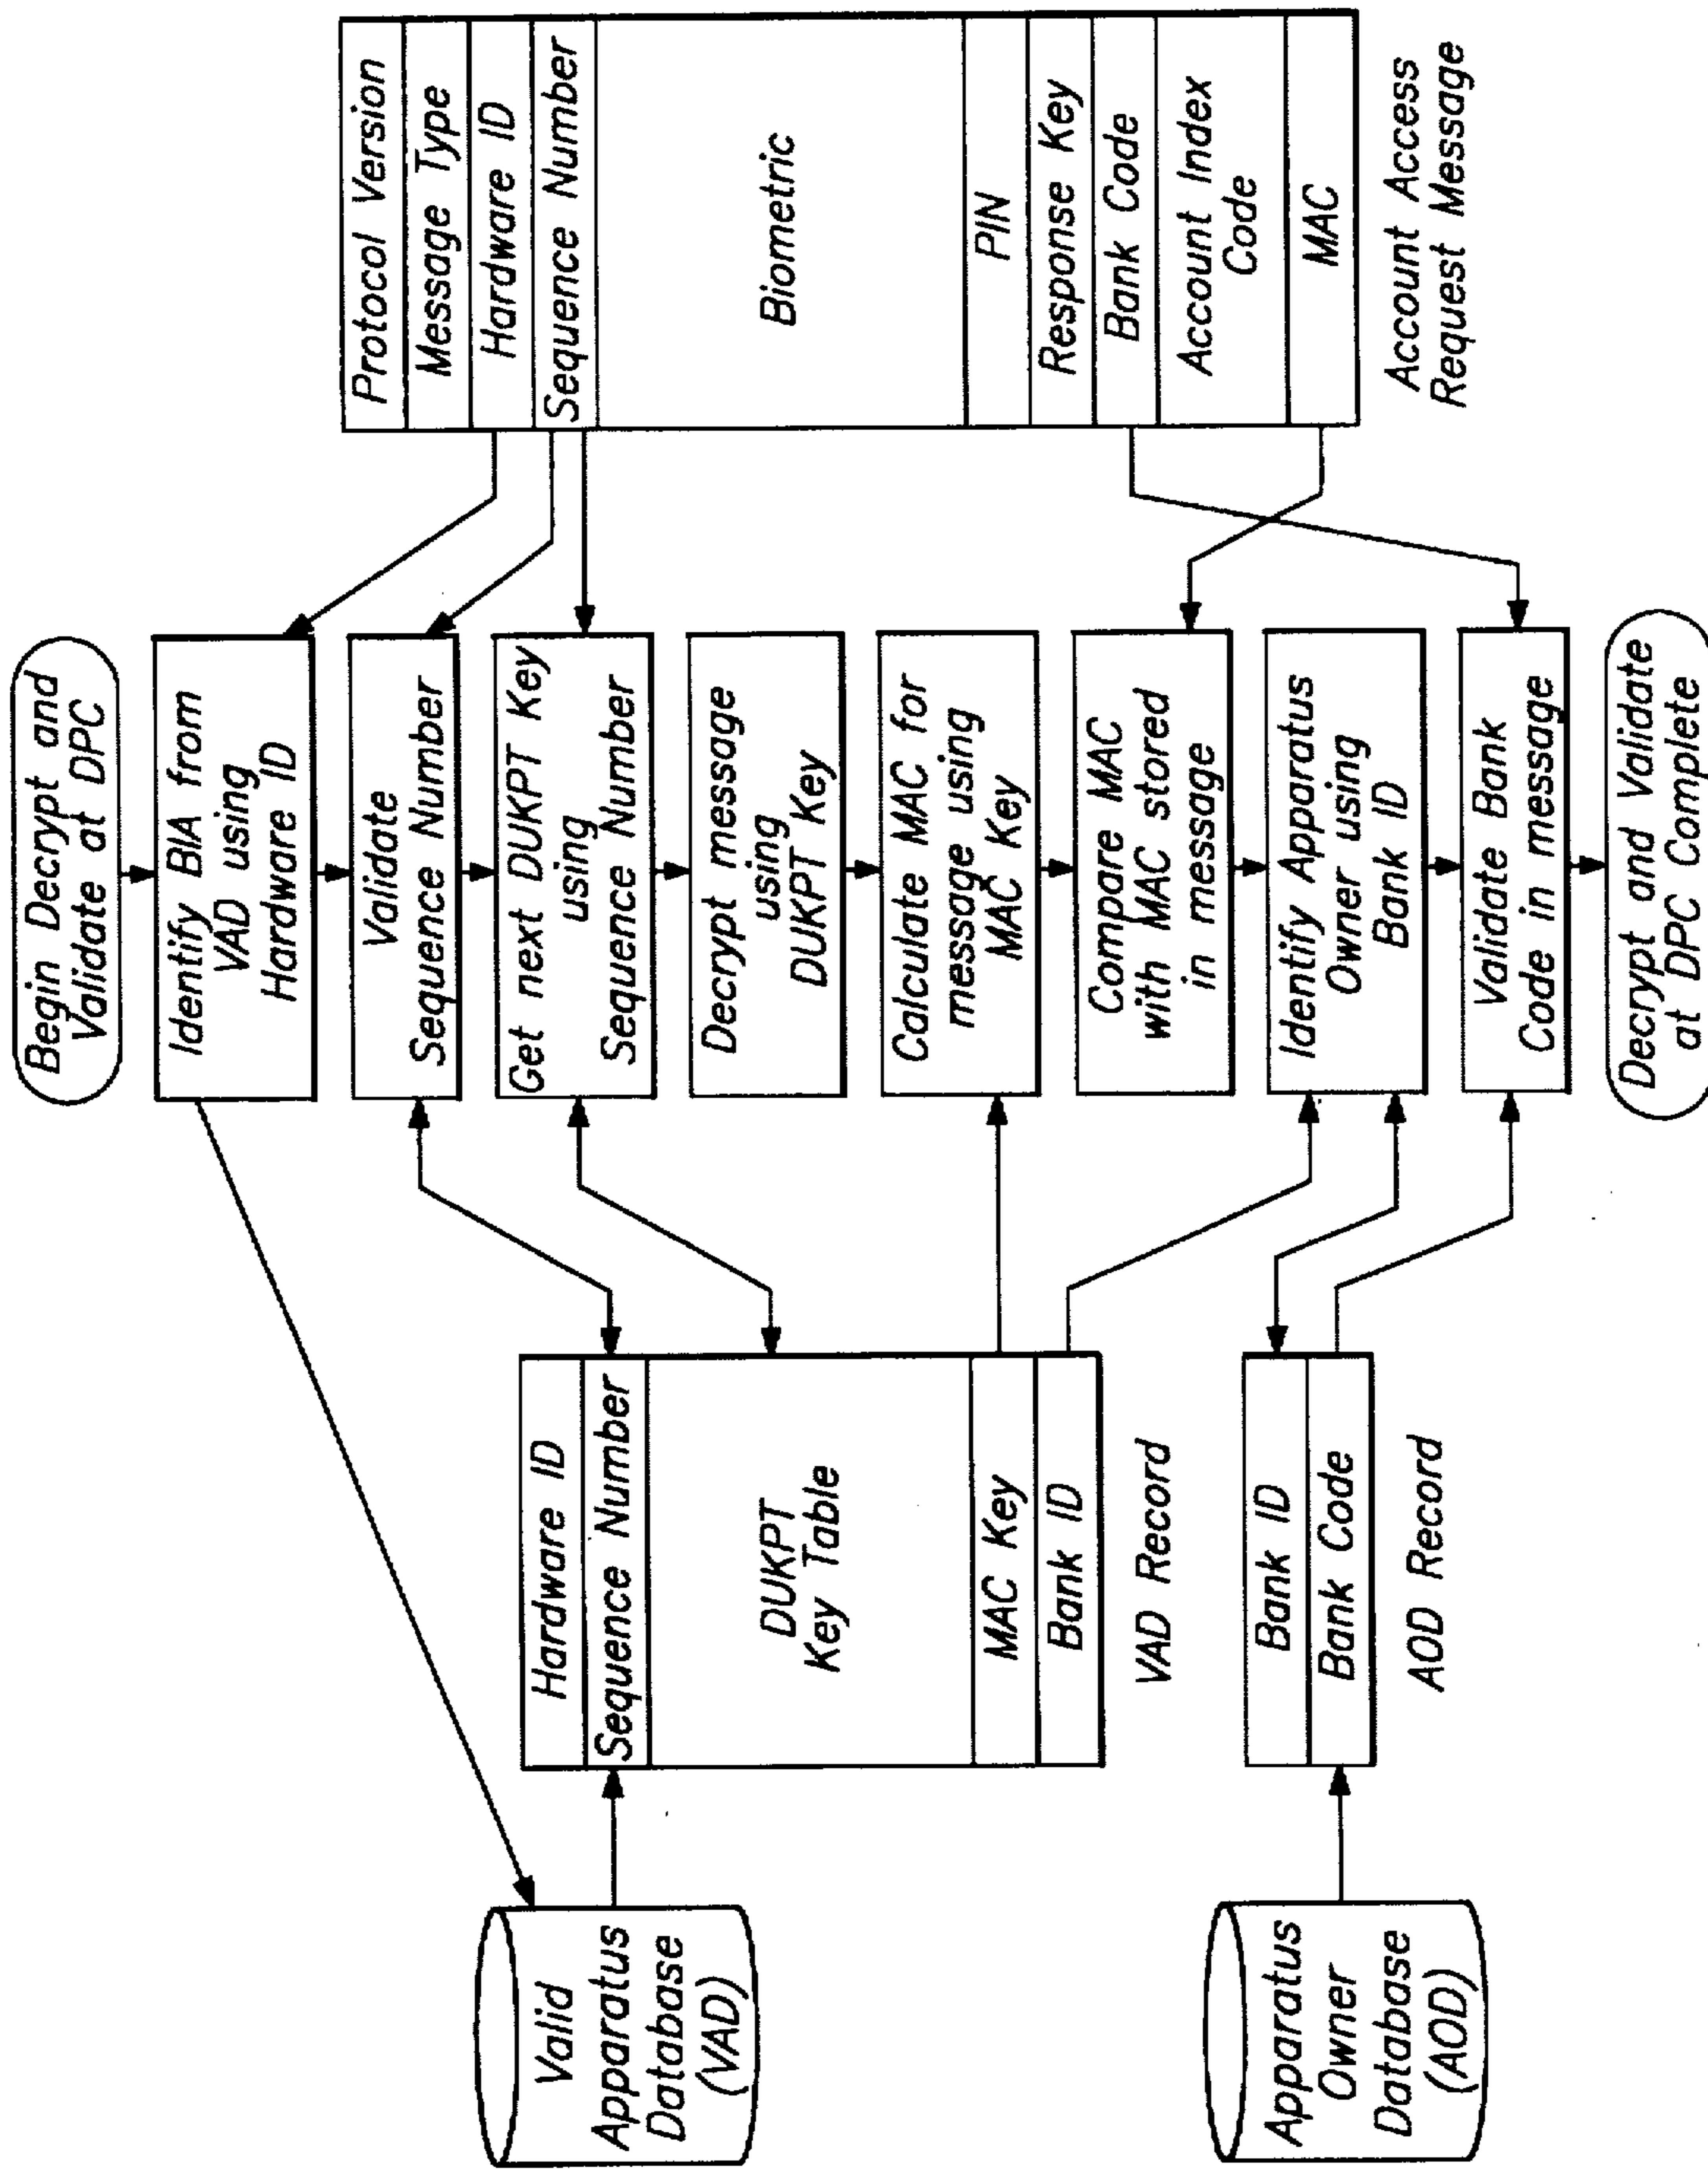 Begin Decrypt and
Validate at DPC
Identify BIA from
VAD using
Hardware ID
Validate
Sequence Number
Get next DUKPT Key
using
Sequence Number
Decrypt message
using
DUKPT Key
Calculate MAC for
message using
MAC Key
Compare MAC
with MAC stored
in message
Identify Apparatus
Owner using
Bank ID
Validate Bank
Code in message
Decrypt and Validate
at DPC Complete
Valid
Apparatus
Database
(VAD)
Hardware ID
Sequence Number
DUKPT
Key Table
MAC Key
Bank ID
VAD Record
Apparatus
Owner
Database
(AOD)
Bank ID
Bank Code
AOD Record
Protocol Version
Message Type
Hardware ID
Sequence Number
Biometric
PIN
Response Key
Bank Code
Account Index
Code
MAC
Account Access
Request Message